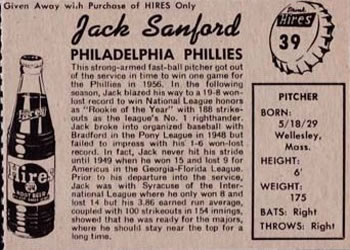 Given Away with Purchase of HIRES Only
Jack Sanford
PHILADELPHIA PHILLIES
This strong-armed fast-ball pitcher got out
of the service in time to win one game for
the Phillies in 1956. In the following
season, Jack blazed his way to a 19-8 won-
lost record to win National League honors
as "Rookie of the Year" with 188 strike-
outs as the league's No. 1 righthander.
Jack broke into organized baseball with
Bradford in the Pony League in 1948 but
failed to impress with his 1-6 won-lost
record. In fact, Jack never hit his stride
until 1949 when he won 15 and lost 9 for
Americus in the Georgia-Florida League.
Prior to his departure into the service,
Jack was with Syracuse of the Inter-
national League where he only won 8 and
lost 14 but his 3.86 earned run average,
coupled with 100 strikeouts in 154 innings,
showed that he was ready for the majors,
where he should stay near the top for a
long time.
Drink
Hires
39
PITCHER
BORN:
5/18/29
Wellesley,
Mass.
HEIGHT:
6'
WEIGHT:
175
BATS: Right
THROWS: Right
Hires
Hires
ROOT BEER